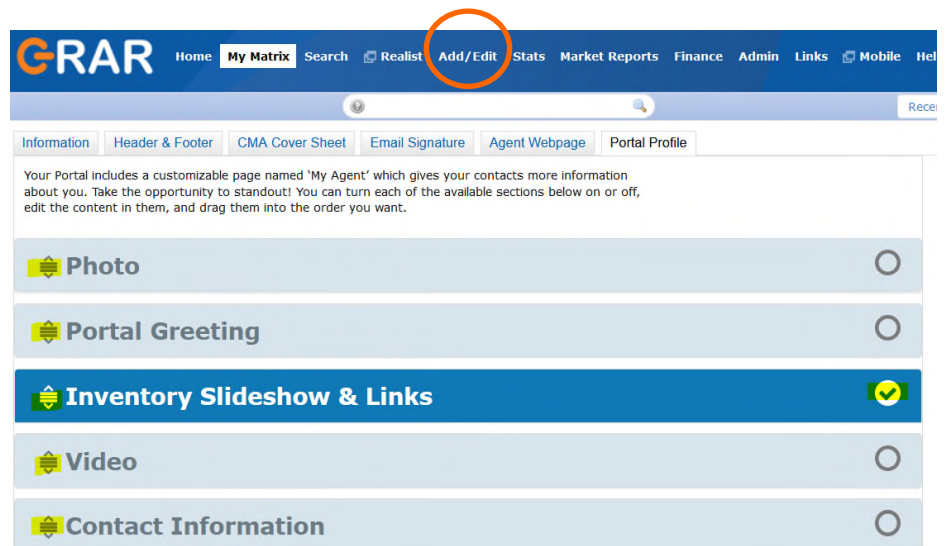 GRAR Home My Matrix Search Realist Add/Edit Stats Market Reports Finance Admin Links Mobile Hel
Recer
Information Header & Footer CMA Cover Sheet Email Signature Agent Webpage Portal Profile
Your Portal includes a customizable page named 'My Agent' which gives your contacts more information
about you. Take the opportunity to standout! You can turn each of the available sections below on or off,
edit the content in them, and drag them into the order you want.
Photo
Portal Greeting
Inventory Slideshow & Links
Video
Contact Information